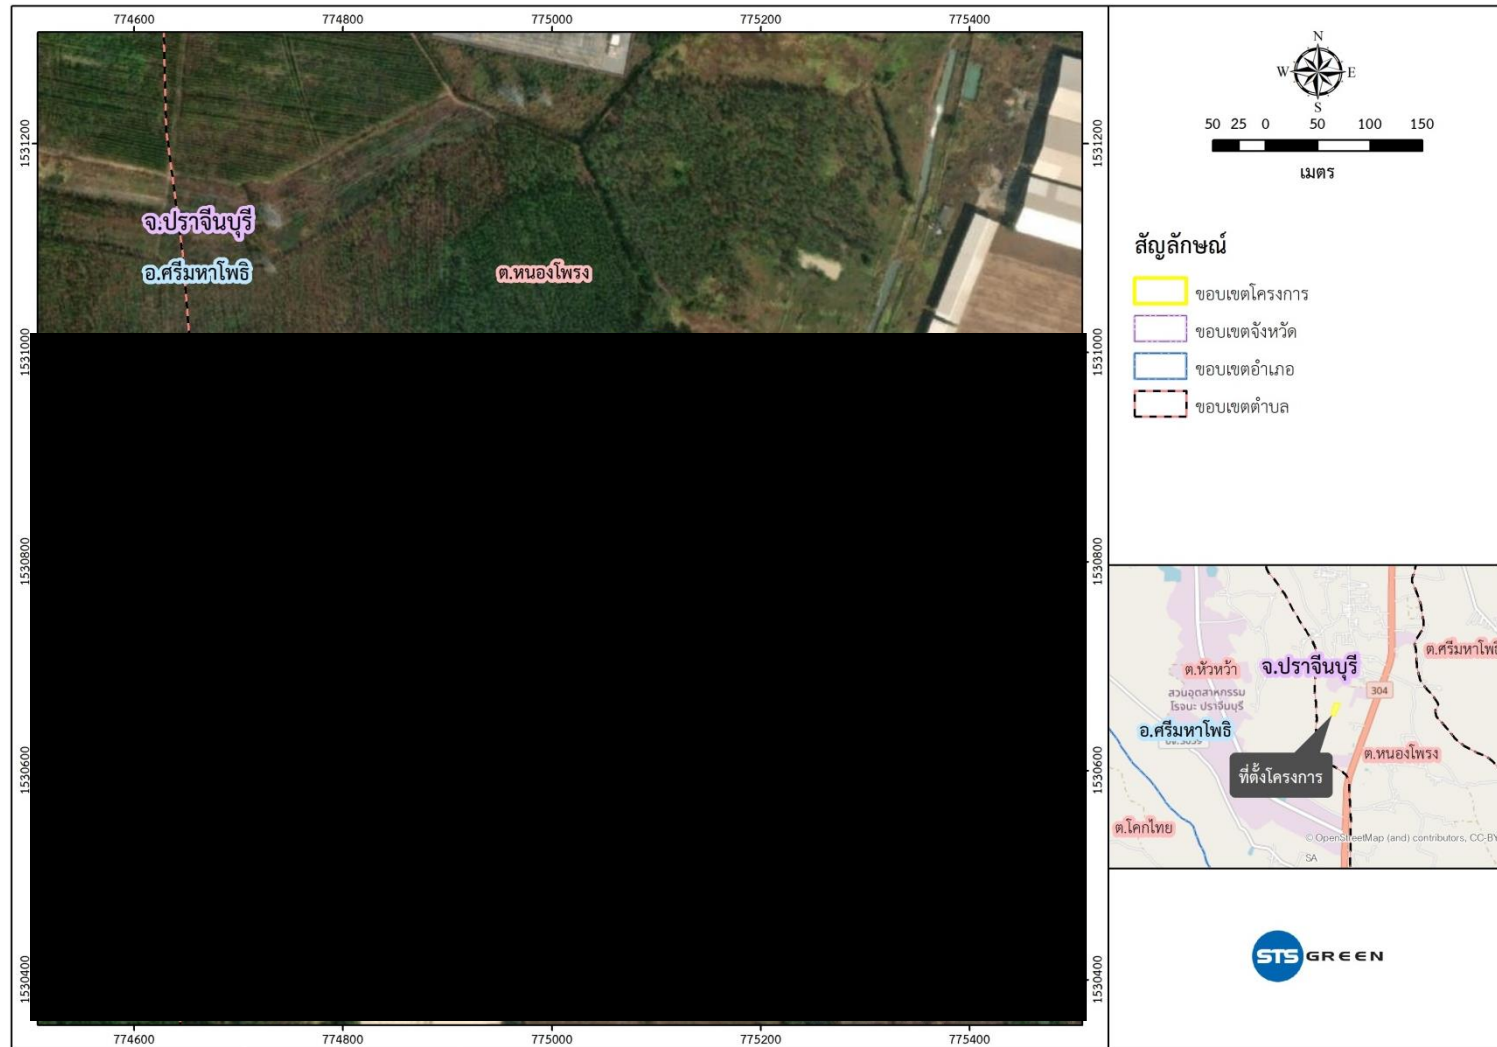 774600
774800
775000
775200
775400
1531200
1531000
1530800
1530600
1530400
จ.ปราจีนบุรี
อ.ศรีมหาโพธิ
ต.หนองโพรง
1531200
1531000
1530800
1530600
1530400
774600
774800
775000
775200
775400
N
W
E
S
50 25 0 50 100 150
เมตร
สัญลักษณ์
ขอบเขตโครงการ
ขอบเขตจังหวัด
ขอบเขตอำเภอ
ขอบเขตตำบล
ต.ศรีมหาโพธิ
ต.หัวหว้า
จ.ปราจีนบุรี
สวนอุตสาหกรรม
โรจนะ ปราจีนบุรี
304
อ.ศรีมหาโพธิ
ต.หนองโพรง
ที่ตั้งโครงการ
ต.โคกไทย
© OpenStreetMap (and) contributors, CC-BY
SA
STS GREEN